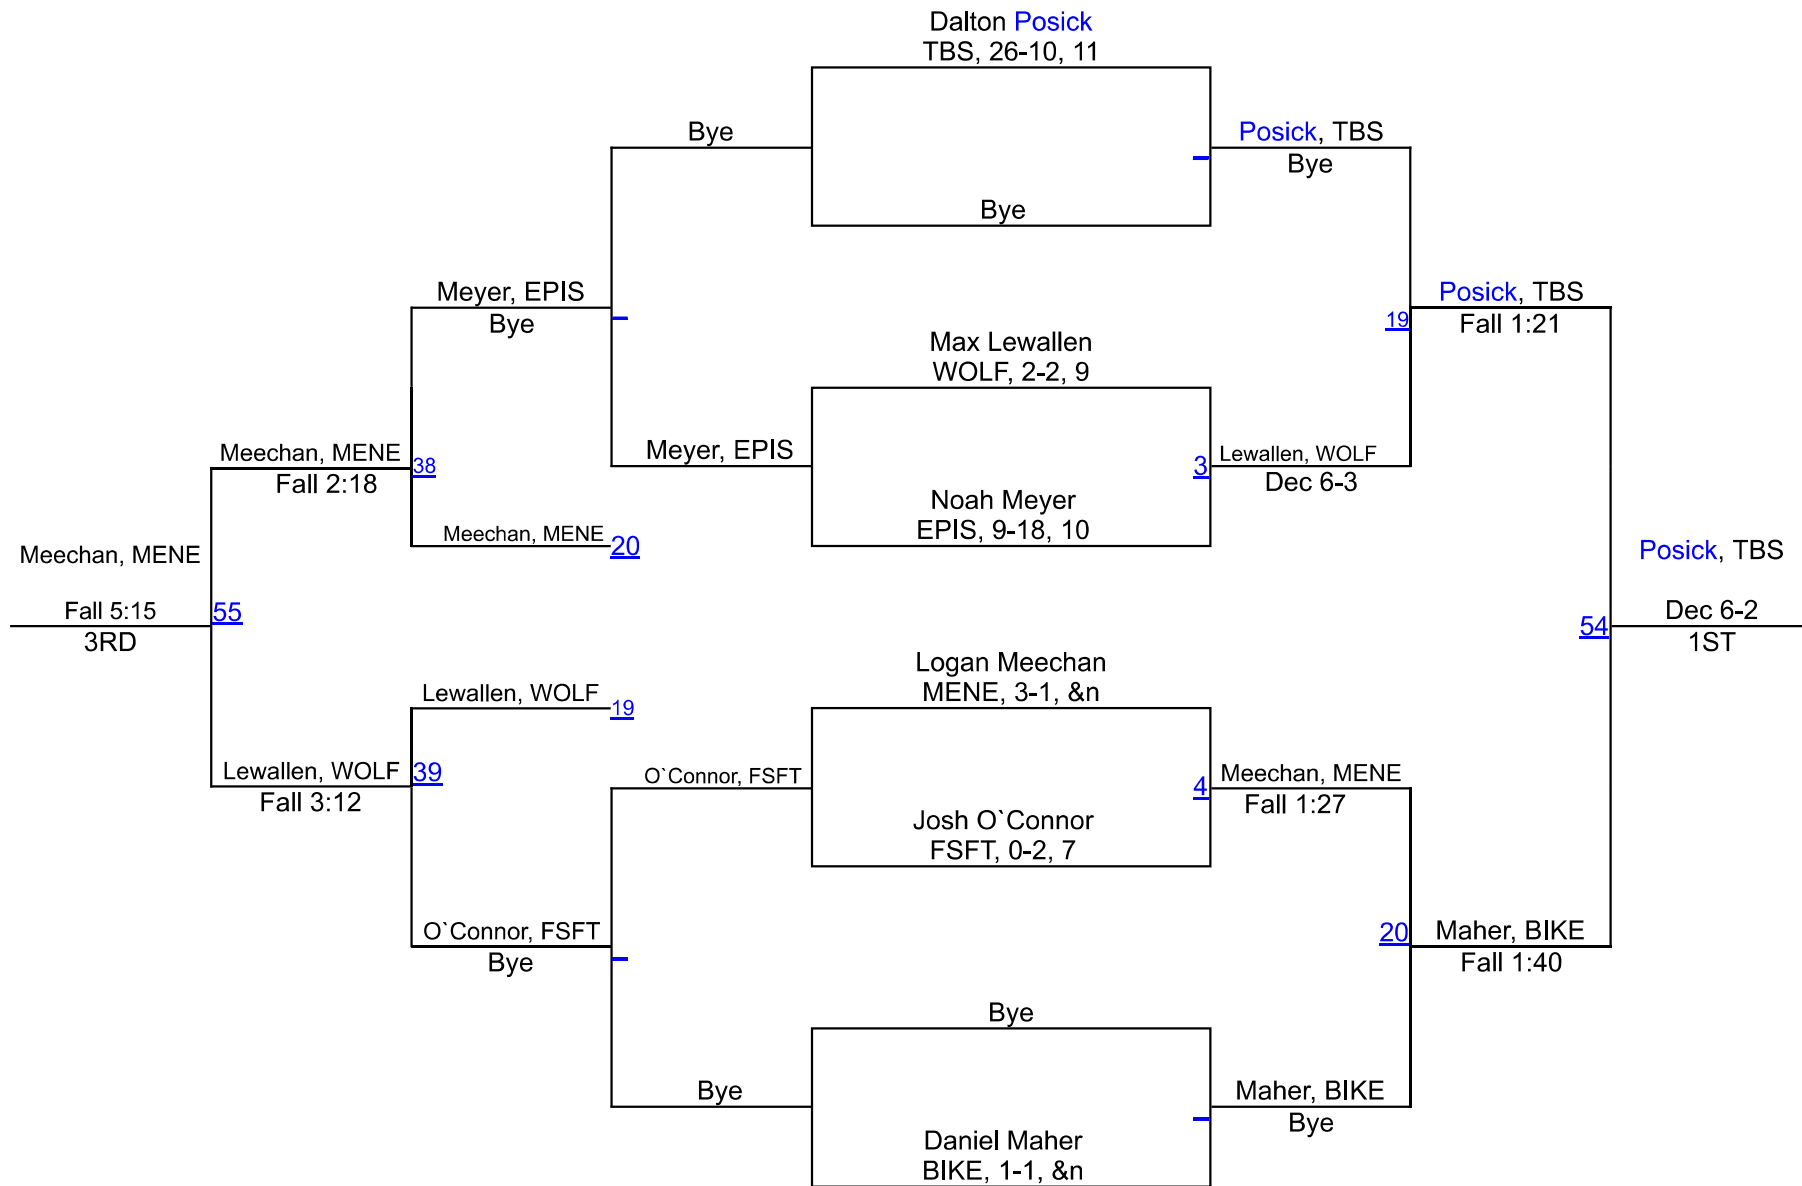 Dalton Posick
TBS, 26-10, 11
Bye
Posick, TBS
Bye
Bye
Meyer, EPIS
Bye
Posick, TBS
19
Fall 1:21
Max Lewallen
WOLF, 2-2, 9
Meechan, MENE
38
Fall 2:18
Meyer, EPIS
3
Lewallen, WOLF
Dec 6-3
Noah Meyer
EPIS, 9-18, 10
Meechan, MENE
20
Meechan, MENE
Posick, TBS
Fall 5:15
55
3RD
54
Dec 6-2
1ST
Logan Meechan
MENE, 3-1, &n
Lewallen, WOLF
19
Lewallen, WOLF
39
Fall 3:12
O`Connor, FSFT
4
Meechan, MENE
Fall 1:27
Josh O`Connor
FSFT, 0-2, 7
O`Connor, FSFT
Bye
20
Maher, BIKE
Fall 1:40
Bye
Bye
Maher, BIKE
Bye
Daniel Maher
BIKE, 1-1, &n